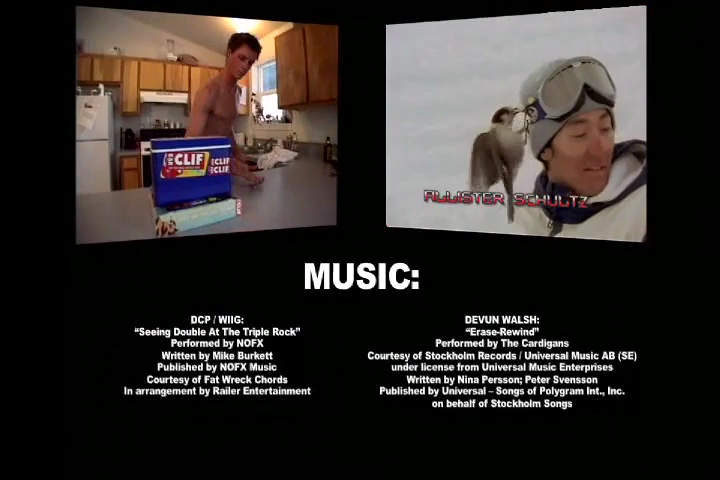 CLIF
CLIF
CLIF
ALLISTER SCHULTZ
MUSIC:
DCP / WIIG:
“Seeing Double At The Triple Rock”
Performed by NOFX
Written by Mike Burkett
Published by NOFX Music
Courtesy of Fat Wreck Chords
In arrangement by Railer Entertainment
DEVUN WALSH:
“Erase-Rewind”
Performed by The Cardigans
Courtesy of Stockholm Records / Universal Music AB (SE)
under license from Universal Music Enterprises
Written by Nina Persson; Peter Svensson
Published by Universal – Songs of Polygram Int., Inc.
on behalf of Stockholm Songs